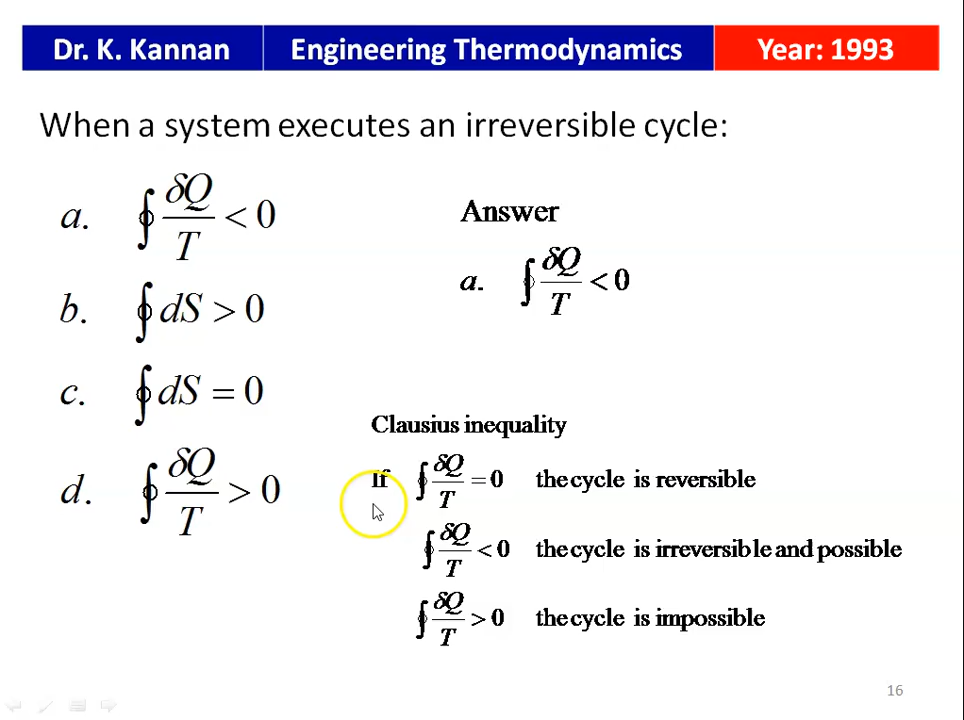 Dr. K. Kannan Engineering Thermodynamics Year: 1993
When a system executes an irreversible cycle:
a. ∮ δQ/T < 0
b. ∮ dS > 0
c. ∮ dS = 0
d. ∮ δQ/T > 0
Answer
a. ∮ δQ/T < 0
Clausius inequality
If ∮ δQ/T = 0 the cycle is reversible
∮ δQ/T < 0 the cycle is irreversible and possible
∮ δQ/T > 0 the cycle is impossible
16